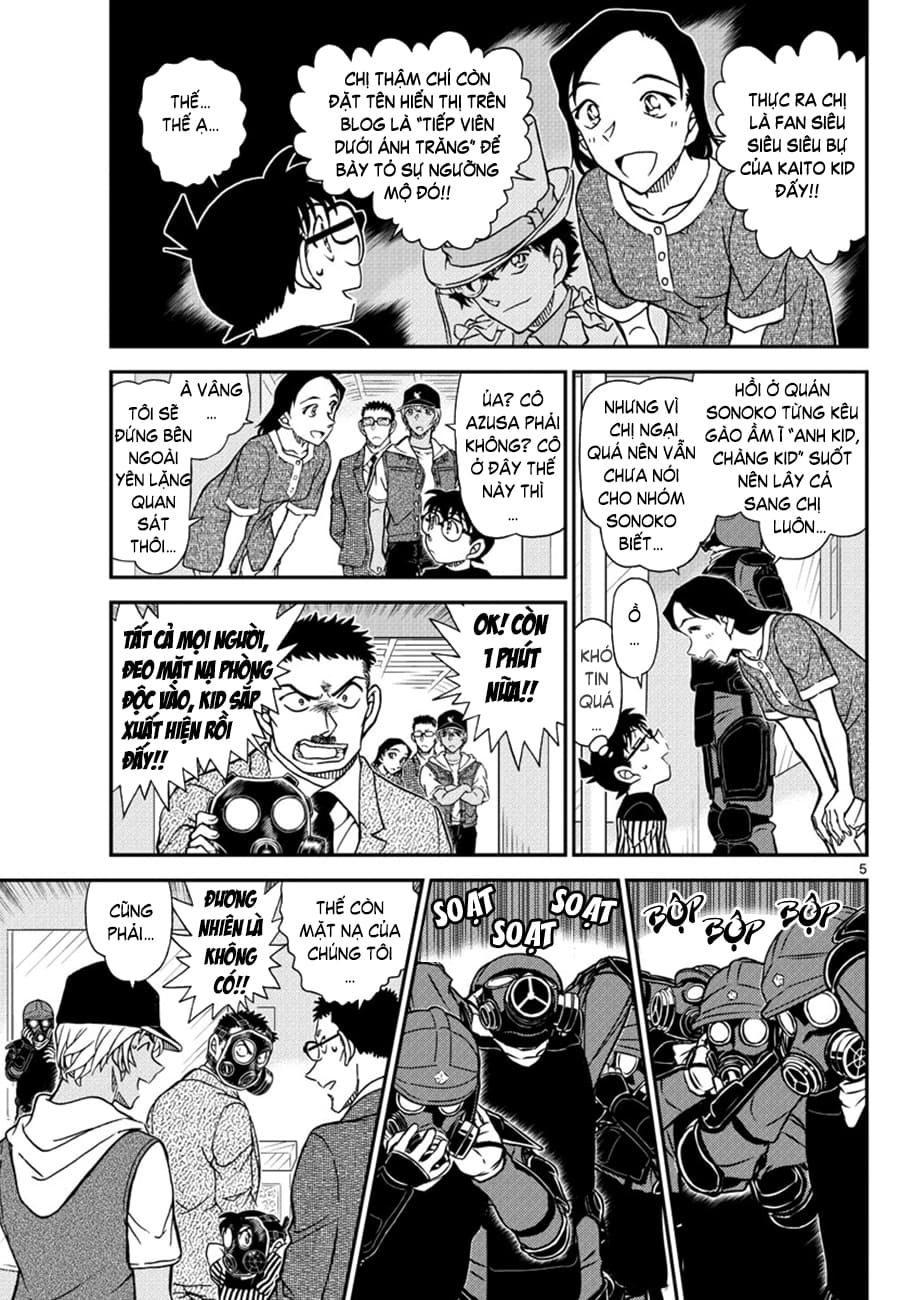 THỰC RA CHỊ
LÀ FAN SIÊU
SIÊU SIÊU BỰ
CỦA KAITO KID
ĐẤY!!
CHỊ THẬM CHÍ CÒN
ĐẶT TÊN HIỂN THỊ TRÊN
BLOG LÀ "TIẾP VIÊN
DƯỚI ÁNH TRĂNG" ĐỂ
BÀY TỎ SỰ NGƯỠNG
MỘ ĐÓ!!
THẾ...
THẾ Ạ...
HỒI Ở QUÁN
SONOKO TỪNG KÊU
GÀO ẦM Ĩ "ANH KID,
CHÀNG KID" SUỐT
NÊN LÂY CẢ
SANG CHỊ
LUÔN...
NHƯNG VÌ
CHỊ NGẠI
QUÁ NÊN VẪN
CHƯA NÓI
CHO NHÓM
SONOKO
BIẾT...
Ồ
...
KHÓ
TIN
QUÁ
...
ỦA? CÔ
AZUSA PHẢI
KHÔNG? CÔ
Ở ĐÂY THẾ
NÀY THÌ
...
À VÂNG
...
TÔI SẼ
ĐỨNG BÊN
NGOÀI
YÊN LẶNG
QUAN
SÁT
THÔI...
OK! CÒN
1 PHÚT
NỮA!!
TẤT CẢ MỌI NGƯỜI,
ĐEO MẶT NẠ PHÒNG
ĐỘC VÀO, KID SẮP
XUẤT HIỆN RỒI
ĐẤY!!
5
BỘP
BỘP
BỘP
SOẠT
SOẠT
SOẠT
THẾ CÒN
MẶT NẠ CỦA
CHÚNG TÔI
...
ĐƯƠNG
NHIÊN LÀ
KHÔNG
CÓ!!
CŨNG
PHẢI...